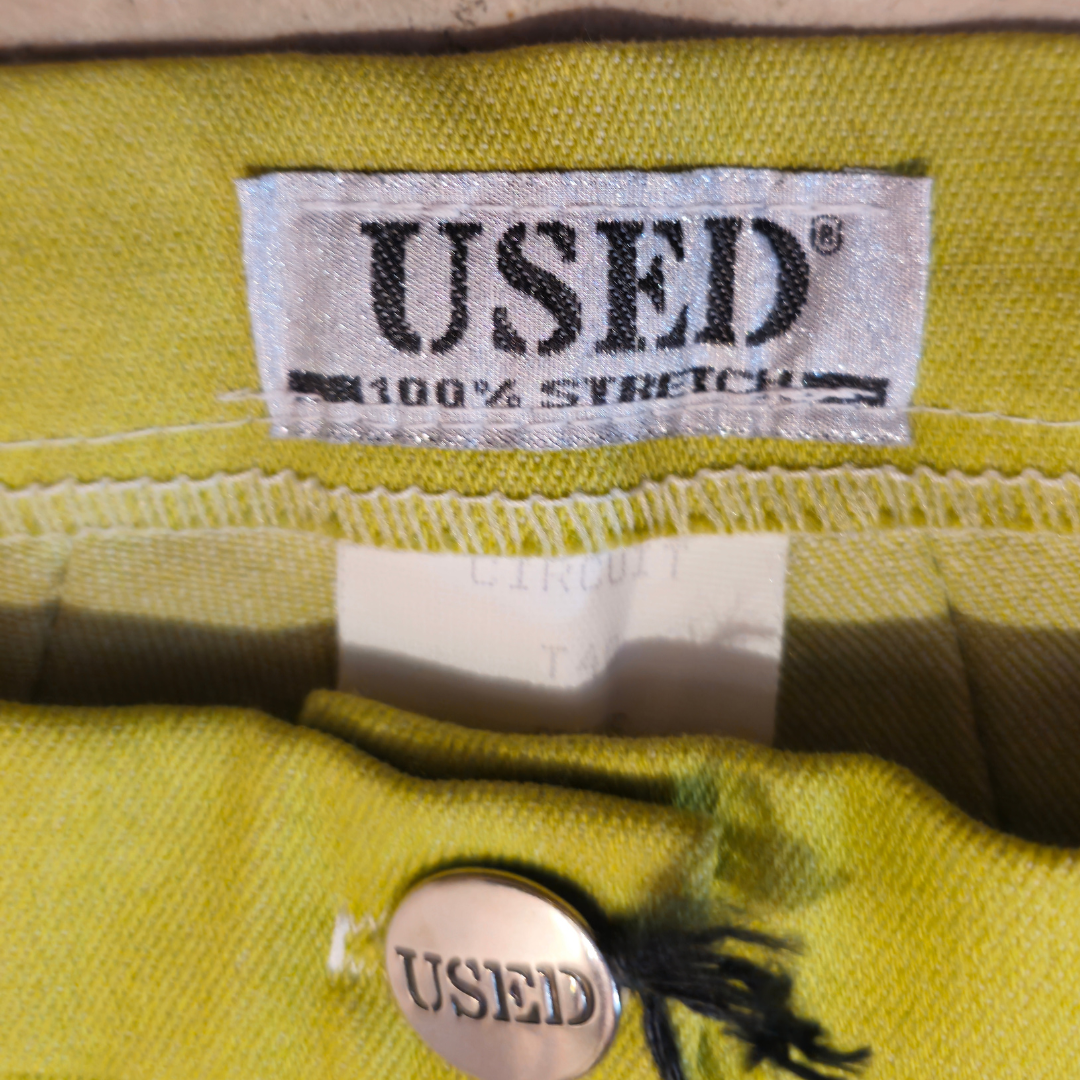 USED®
100% STRETCH
CIRCUIT
USED